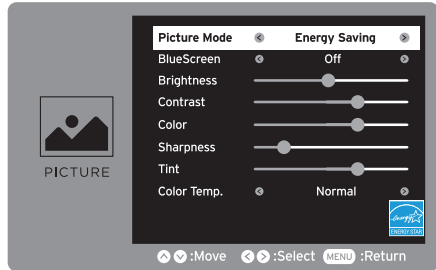 Picture Mode Energy Saving
BlueScreen Off
Brightness
Contrast
Color
Sharpness
Tint
PICTURE
Color Temp. Normal
energy
ENERGY STAR
:Move :Select MENU :Return